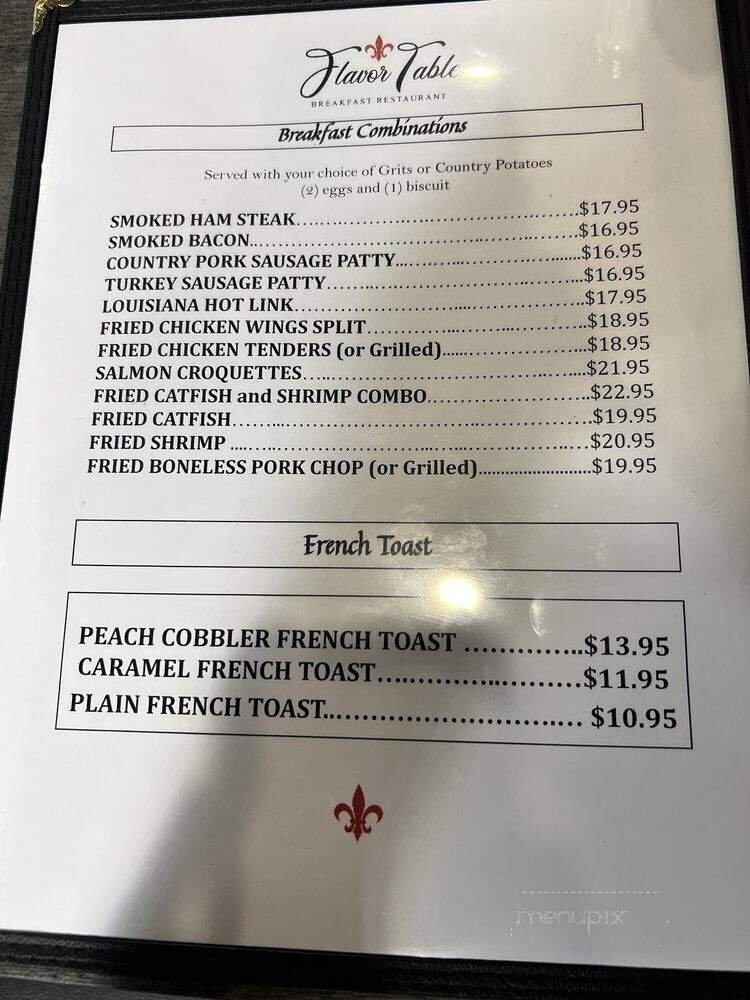 Flavor Table
BREAKFAST RESTAURANT
Breakfast Combinations
Served with your choice of Grits or Country Potatoes
(2) eggs and (1) biscuit
SMOKED HAM STEAK........................................$17.95
SMOKED BACON................................................$16.95
COUNTRY PORK SAUSAGE PATTY..........................$16.95
TURKEY SAUSAGE PATTY....................................$16.95
LOUISIANA HOT LINK.........................................$17.95
FRIED CHICKEN WINGS SPLIT...............................$18.95
FRIED CHICKEN TENDERS (or Grilled).....................$18.95
SALMON CROQUETTES.......................................$21.95
FRIED CATFISH and SHRIMP COMBO......................$22.95
FRIED CATFISH..................................................$19.95
FRIED SHRIMP ..................................................$20.95
FRIED BONELESS PORK CHOP (or Grilled)..........................$19.95
French Toast
PEACH COBBLER FRENCH TOAST ..............$13.95
CARAMEL FRENCH TOAST..........................$11.95
PLAIN FRENCH TOAST................................ $10.95
menupix